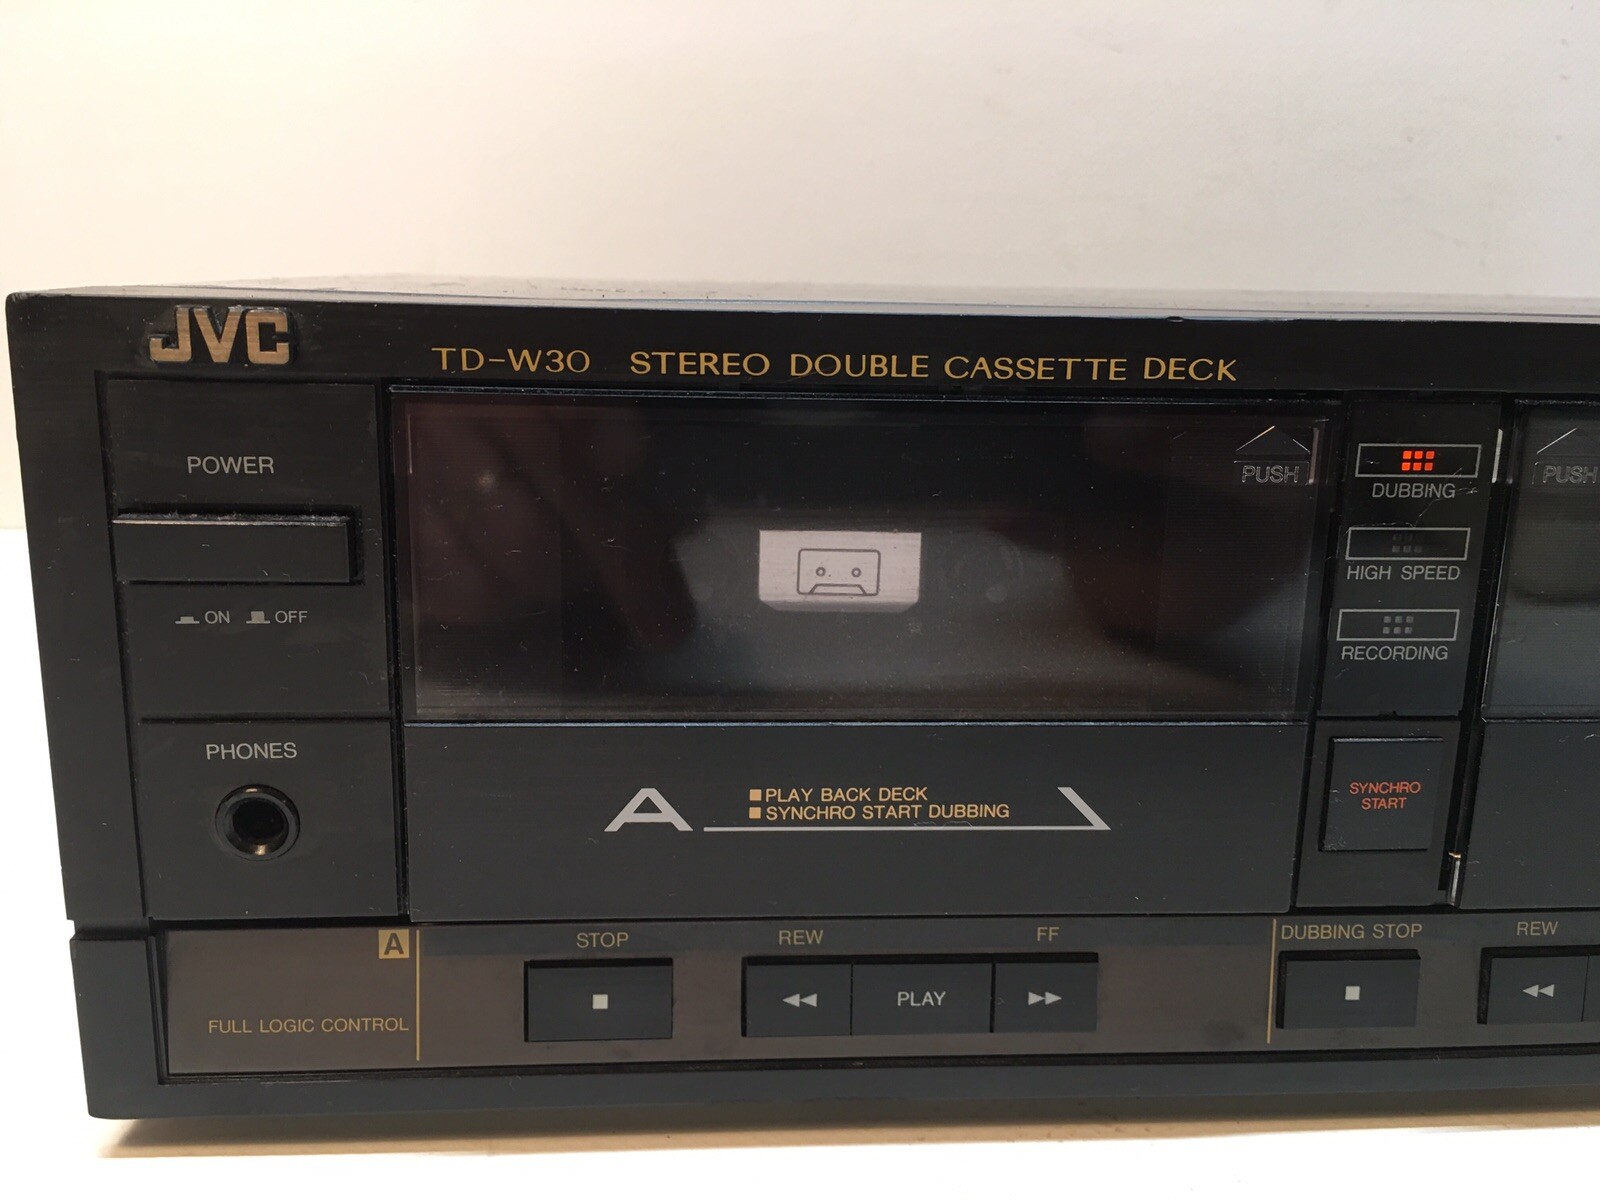 JVC
TD-W30 STEREO DOUBLE CASSETTE DECK
POWER
ON OFF
PHONES
PUSH
DUBBING
HIGH SPEED
RECORDING
SYNCHRO
START
PUSH
A
PLAY BACK DECK
SYNCHRO START DUBBING
A
FULL LOGIC CONTROL
STOP
REW
FF
PLAY
DUBBING STOP
REW